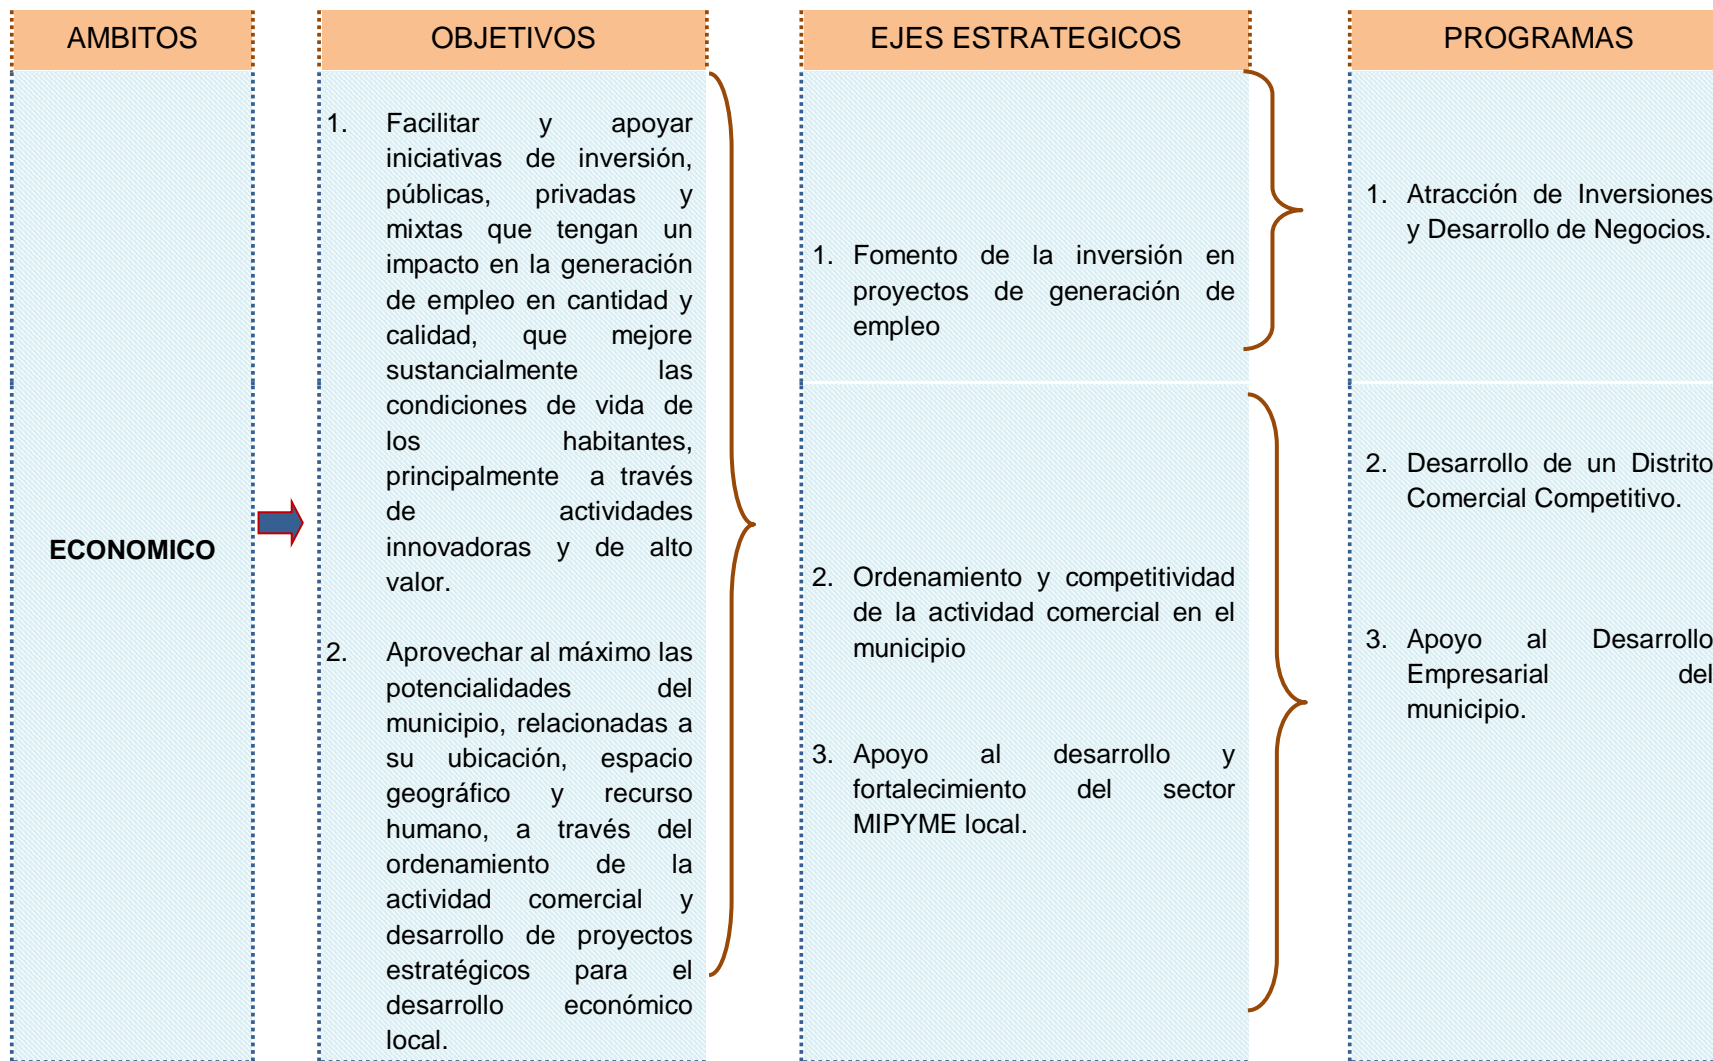 AMBITOS
OBJETIVOS
EJES ESTRATEGICOS
PROGRAMAS
ECONOMICO
1. Facilitar y apoyar
iniciativas de inversión,
públicas, privadas y
mixtas que tengan un
impacto en la generación
de empleo en cantidad y
calidad, que mejore
sustancialmente las
condiciones de vida de
los habitantes,
principalmente a través
de actividades
innovadoras y de alto
valor.
2. Aprovechar al máximo las
potencialidades del
municipio, relacionadas a
su ubicación, espacio
geográfico y recurso
humano, a través del
ordenamiento de la
actividad comercial y
desarrollo de proyectos
estratégicos para el
desarrollo económico
local.
1. Fomento de la inversión en
proyectos de generación de
empleo
2. Ordenamiento y competitividad
de la actividad comercial en el
municipio
3. Apoyo al desarrollo y
fortalecimiento del sector
MIPYME local.
1. Atracción de Inversiones
y Desarrollo de Negocios.
2. Desarrollo de un Distrito
Comercial Competitivo.
3. Apoyo al Desarrollo
Empresarial del
municipio.